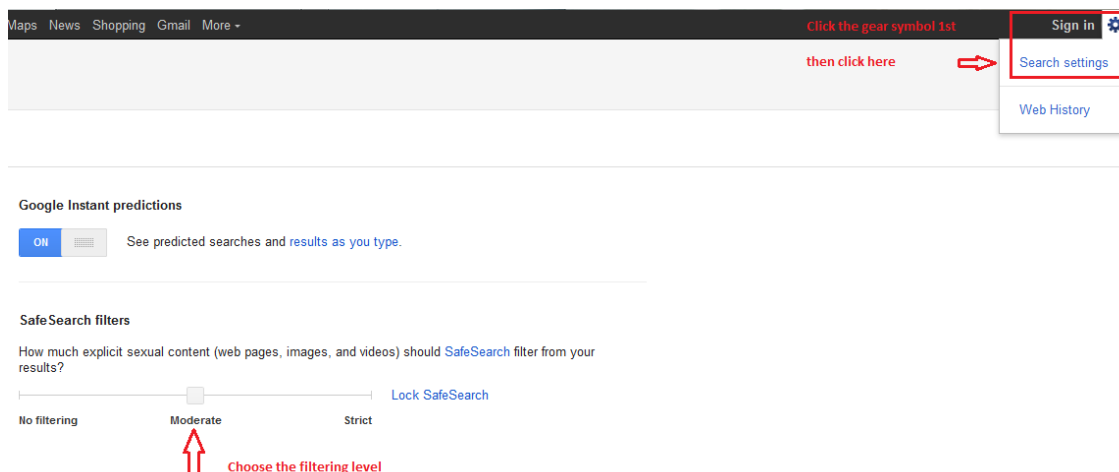 Maps News Shopping Gmail More
Click the gear symbol 1st
Sign in
then click here
Search settings
Web History
Google Instant predictions
ON
See predicted searches and results as you type.
SafeSearch filters
How much explicit sexual content (web pages, images, and videos) should SafeSearch filter from your
results?
Lock SafeSearch
No filtering Moderate Strict
Choose the filtering level